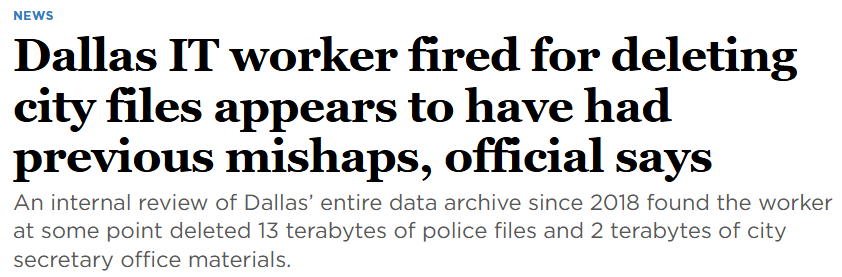 NEWS
Dallas IT worker fired for deleting
city files appears to have had
previous mishaps, official says
An internal review of Dallas’ entire data archive since 2018 found the worker
at some point deleted 13 terabytes of police files and 2 terabytes of city
secretary office materials.